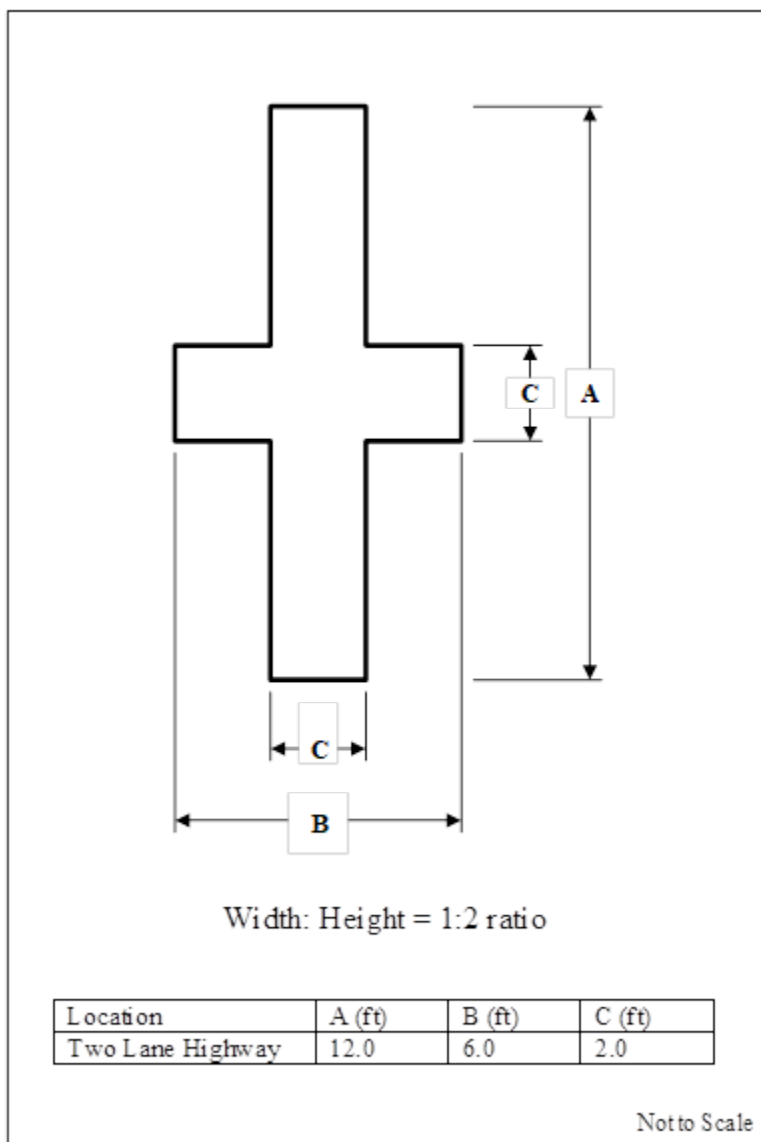 C
A
C
B
Width: Height = 1:2 ratio
Location A (ft) B (ft) C (ft)
Two Lane Highway 12.0 6.0 2.0
Not to Scale